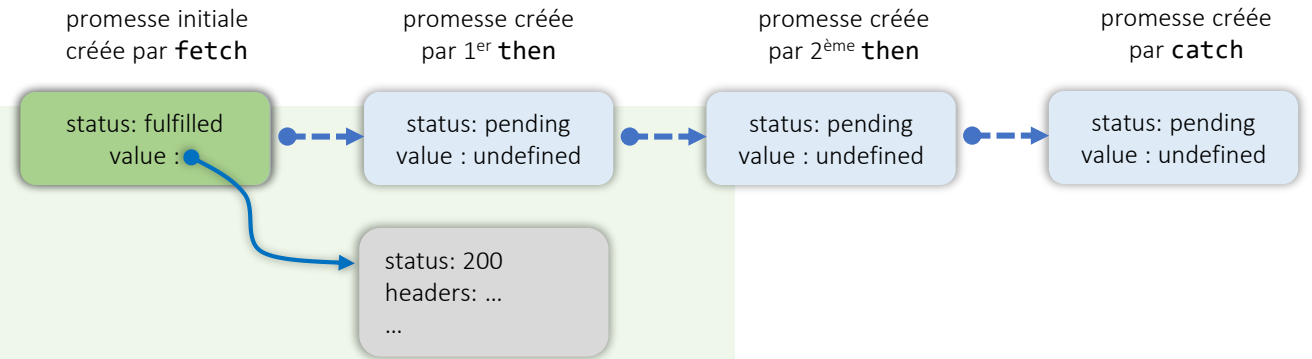 promesse initiale
créée par fetch
promesse créée
par 1er then
promesse créée
par 2ème then
promesse créée
par catch
status: fulfilled
value :
status: pending
value : undefined
status: pending
value : undefined
status: pending
value : undefined
status: 200
headers: ...
...